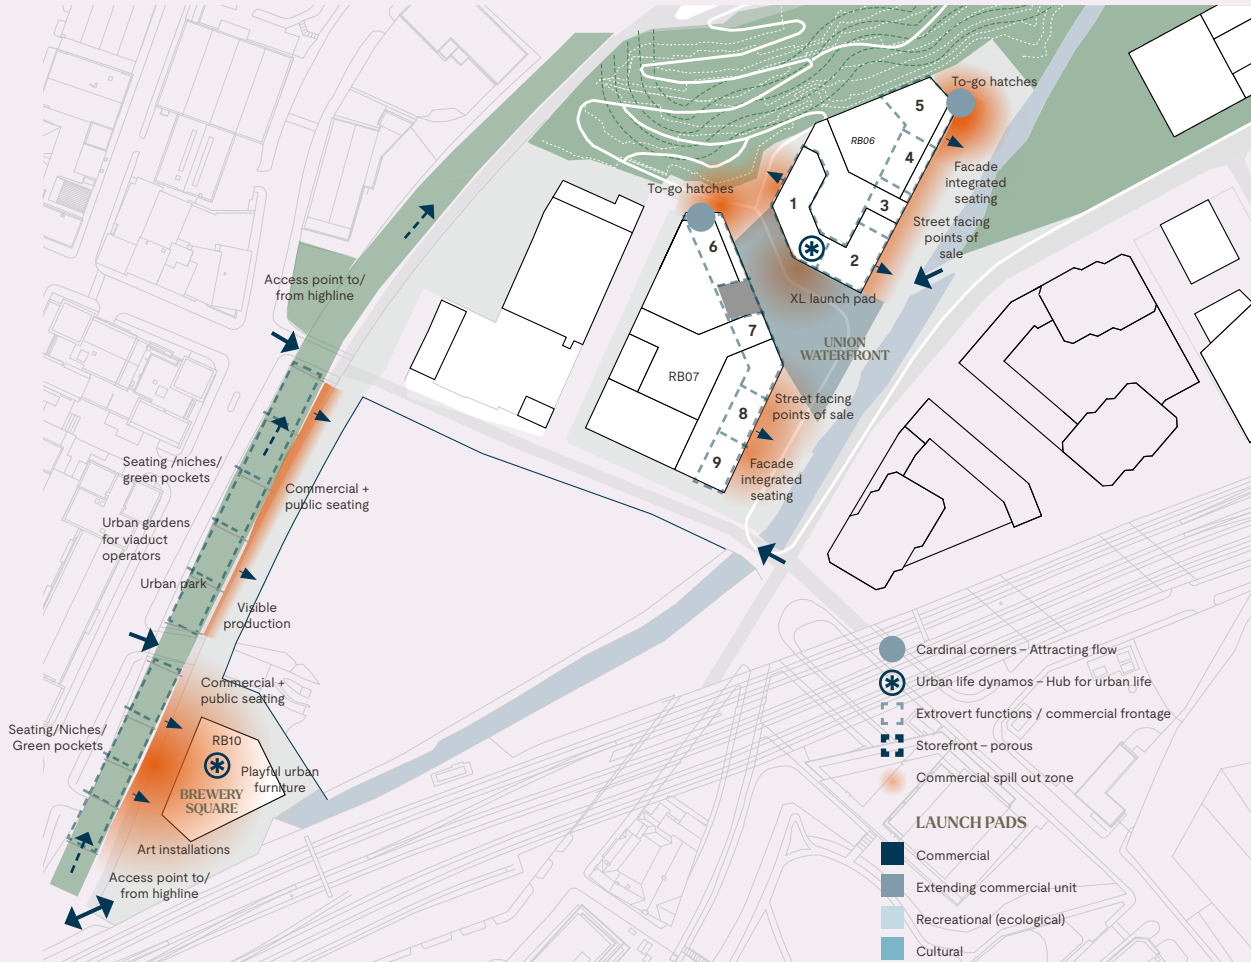 To-go hatches
5
RB06
4
Facade
integrated
seating
To-go hatches
1
3
Street facing
points of
sale
6
2
Access point to/
from highline
XL launch pad
7
UNION
WATERFRONT
RB07
Street facing
points of sale
8
Seating /niches/
green pockets
9
Facade
integrated
seating
Commercial +
public seating
Urban gardens
for viaduct
operators
Urban park
Visible
production
Commercial +
public seating
Seating/Niches/
Green pockets
RB10
Playful urban
furniture
BREWERY
SQUARE
Art installations
Access point to/
from highline
Cardinal corners – Attracting flow
Urban life dynamos – Hub for urban life
Extrovert functions / commercial frontage
Storefront – porous
Commercial spill out zone
LAUNCH PADS
Commercial
Extending commercial unit
Recreational (ecological)
Cultural